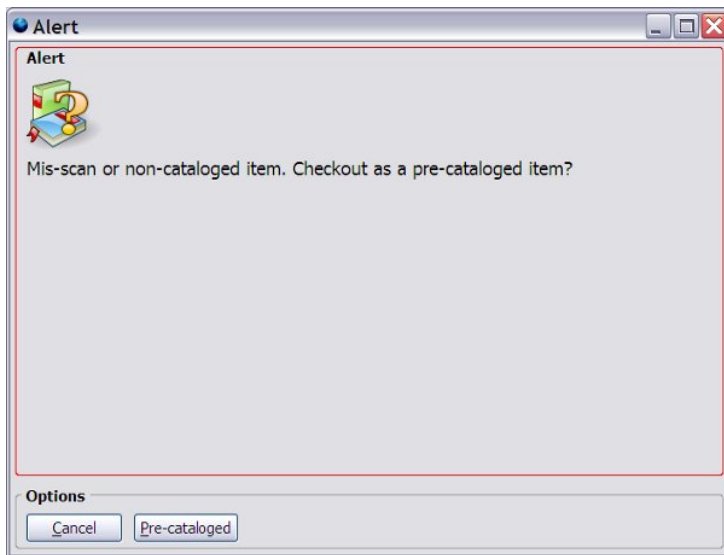 Alert
Alert
Mis-scan or non-cataloged item. Checkout as a pre-cataloged item?
Options
Cancel Pre-cataloged